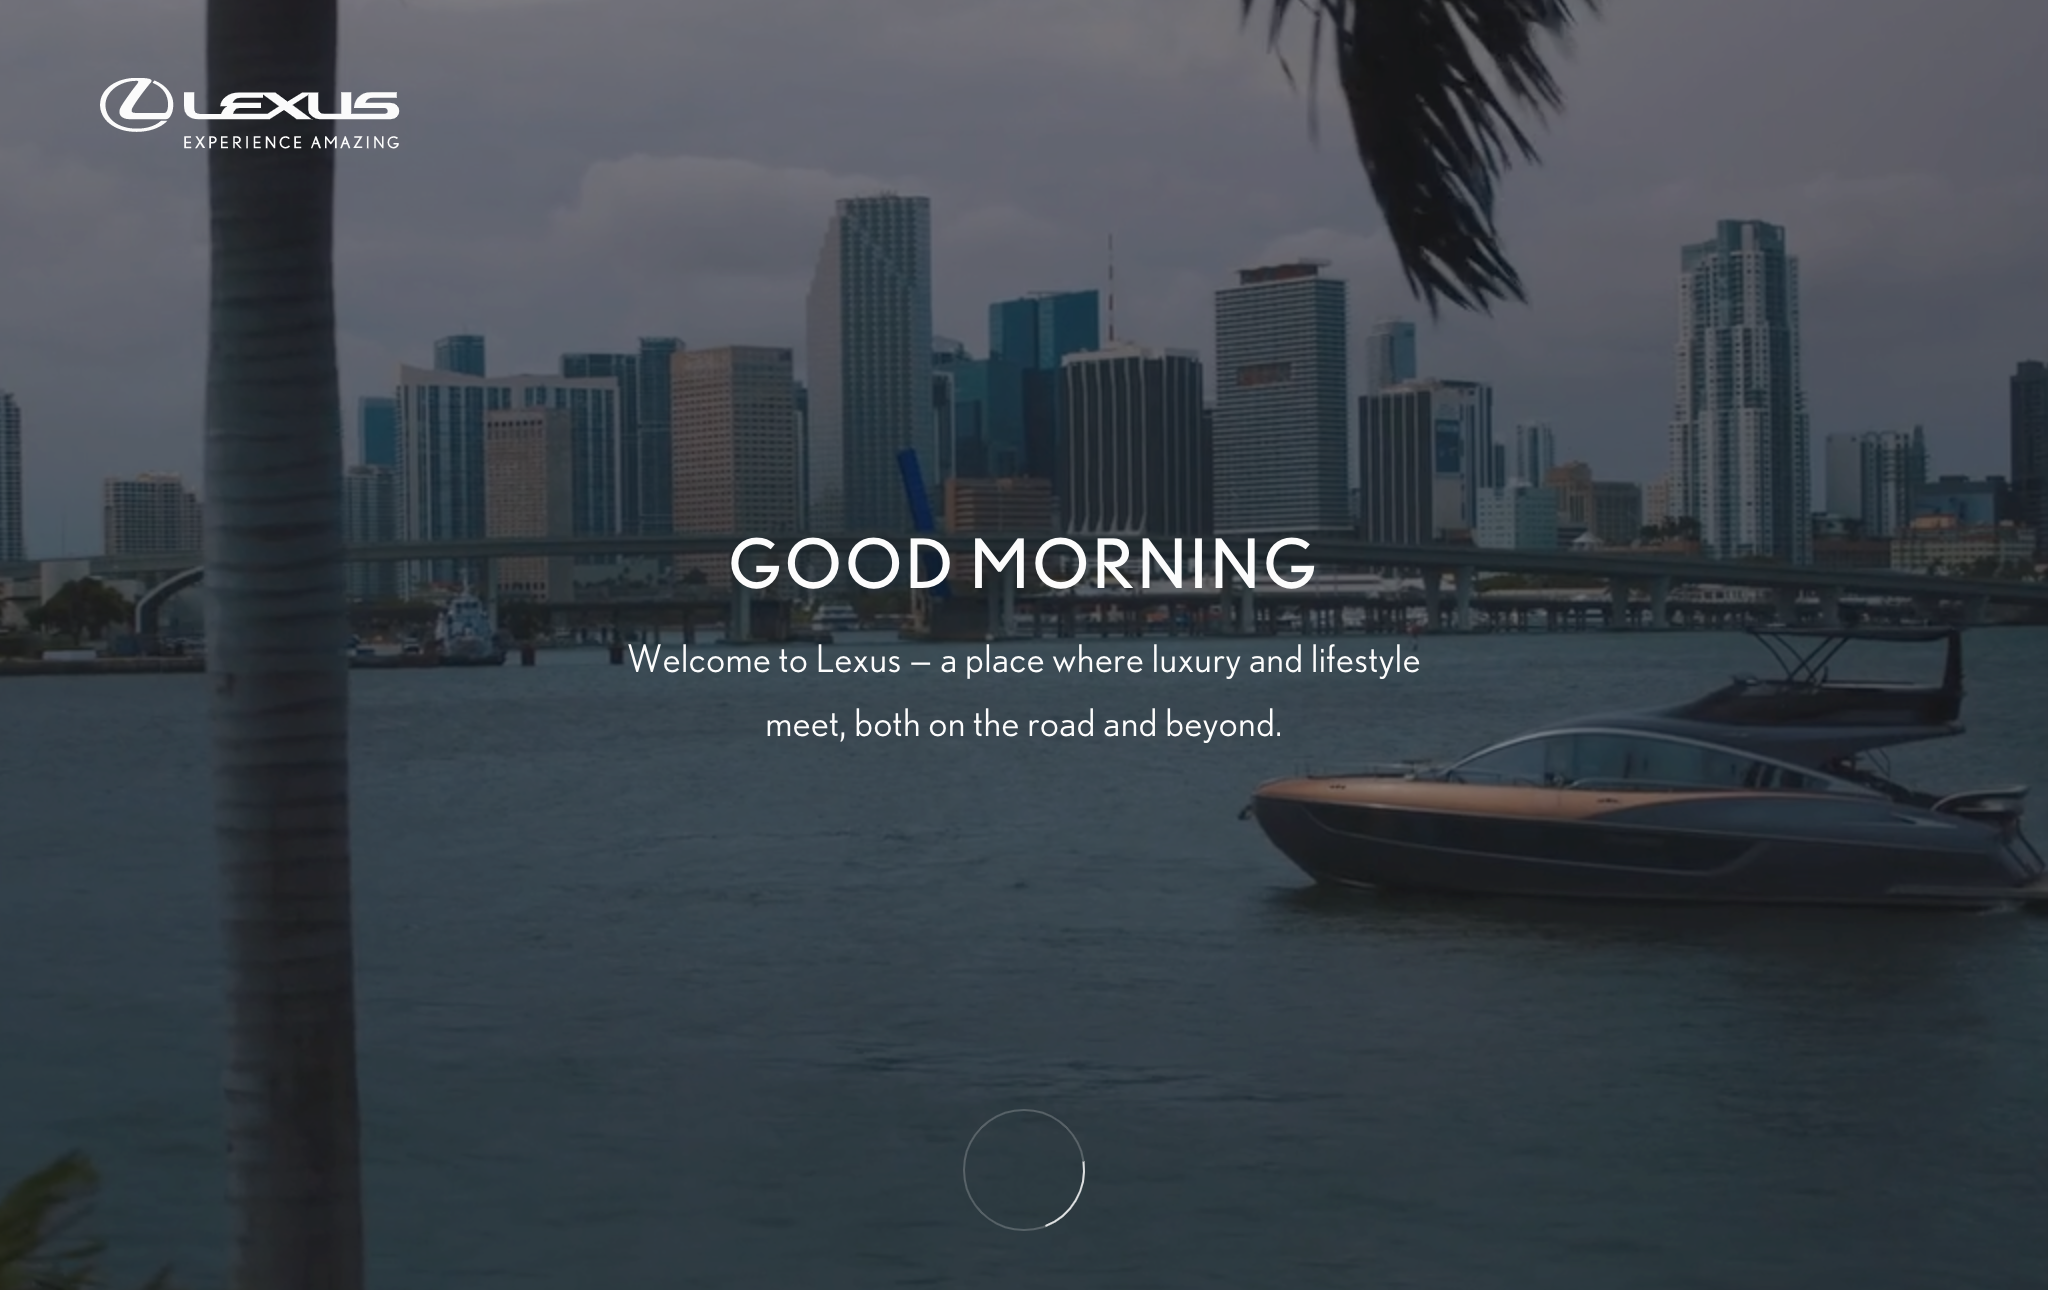 LEXUS
EXPERIENCE AMAZING
GOOD MORNING
Welcome to Lexus – a place where luxury and lifestyle
meet, both on the road and beyond.